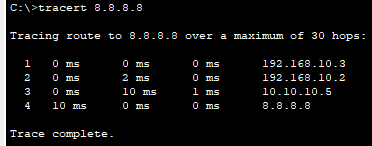 C:\>tracert 8.8.8.8
Tracing route to 8.8.8.8 over a maximum of 30 hops:
1 0 ms 0 ms 0 ms 192.168.10.3
2 0 ms 2 ms 0 ms 192.168.10.2
3 0 ms 10 ms 1 ms 10.10.10.5
4 10 ms 0 ms 0 ms 8.8.8.8
Trace complete.